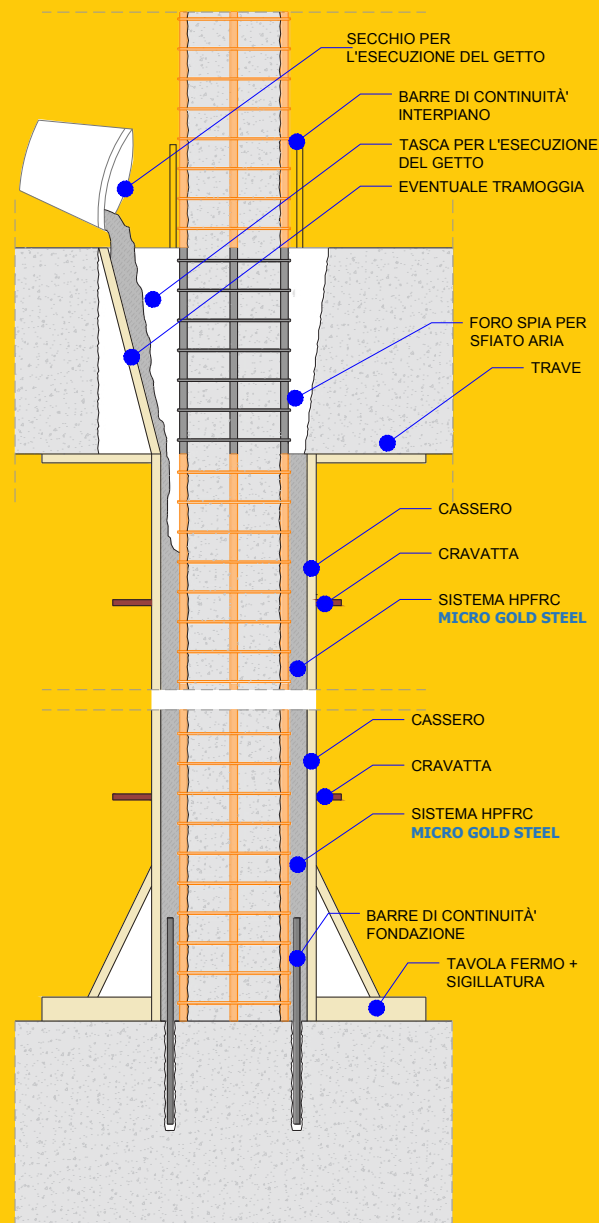 SECCHIO PER
L'ESECUZIONE DEL GETTO
BARRE DI CONTINUITÀ'
INTERPIANO
TASCA PER L'ESECUZIONE
DEL GETTO
EVENTUALE TRAMOGGIA
FORO SPIA PER
SFIATO ARIA
TRAVE
CASSERO
CRAVATTA
SISTEMA HPFRC
MICRO GOLD STEEL
CASSERO
CRAVATTA
SISTEMA HPFRC
MICRO GOLD STEEL
BARRE DI CONTINUITÀ'
FONDAZIONE
TAVOLA FERMO +
SIGILLATURA